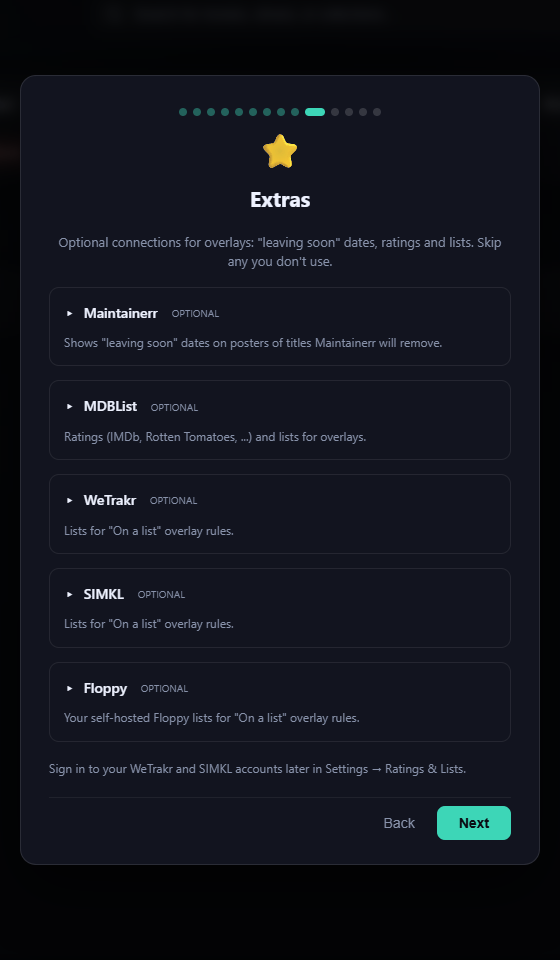 Extras
Optional connections for overlays: "leaving soon" dates, ratings and lists. Skip
any you don't use.
Maintainerr OPTIONAL
Shows "leaving soon" dates on posters of titles Maintainerr will remove.
MDBList OPTIONAL
Ratings (IMDb, Rotten Tomatoes, ...) and lists for overlays.
WeTrakr OPTIONAL
Lists for "On a list" overlay rules.
SIMKL OPTIONAL
Lists for "On a list" overlay rules.
Floppy OPTIONAL
Your self-hosted Floppy lists for "On a list" overlay rules.
Sign in to your WeTrakr and SIMKL accounts later in Settings → Ratings & Lists.
Back Next